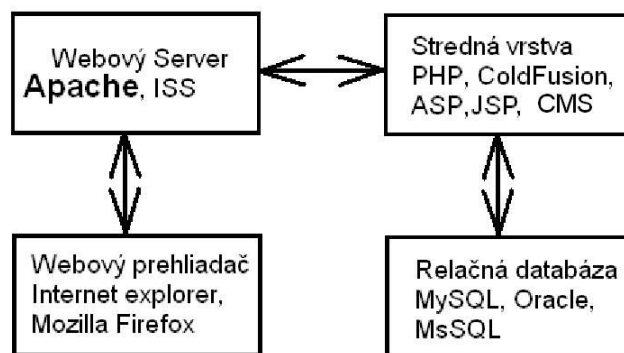 Webový Server
Apache, ISS
Stredná vrstva
PHP, ColdFusion,
ASP,JSP, CMS
Webový prehliadač
Internet explorer,
Mozilla Firefox
Relačná databáza
MySQL, Oracle,
MsSQL